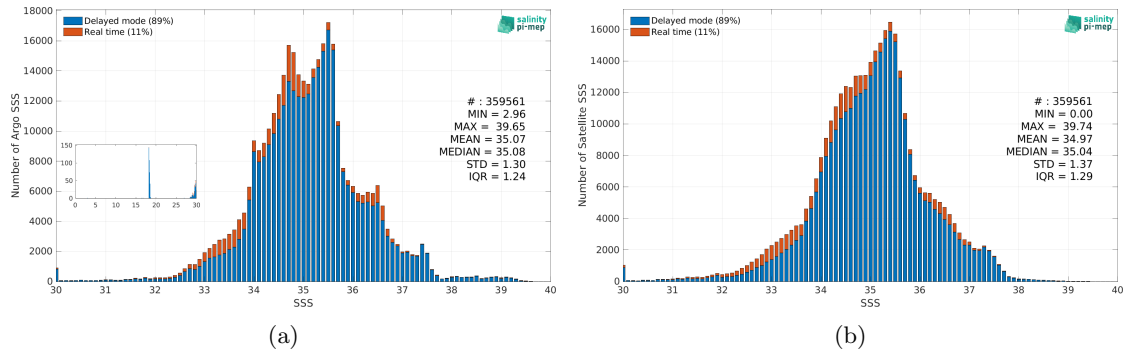 Delayed mode (89%)
Real time (11%)
salinity
pi-mep
Number of Argo SSS
18000
16000
14000
12000
10000
8000
6000
4000
2000
0
# : 359561
MIN = 2.96
MAX = 39.65
MEAN = 35.07
MEDIAN = 35.08
STD = 1.30
IQR = 1.24
150
100
50
0
0 5 10 15 20 25 30
30 31 32 33 34 35 36 37 38 39 40
SSS
(a)
Delayed mode (89%)
Real time (11%)
salinity
pi-mep
Number of Satellite SSS
16000
14000
12000
10000
8000
6000
4000
2000
0
# : 359561
MIN = 0.00
MAX = 39.74
MEAN = 34.97
MEDIAN = 35.04
STD = 1.37
IQR = 1.29
30 31 32 33 34 35 36 37 38 39 40
SSS
(b)